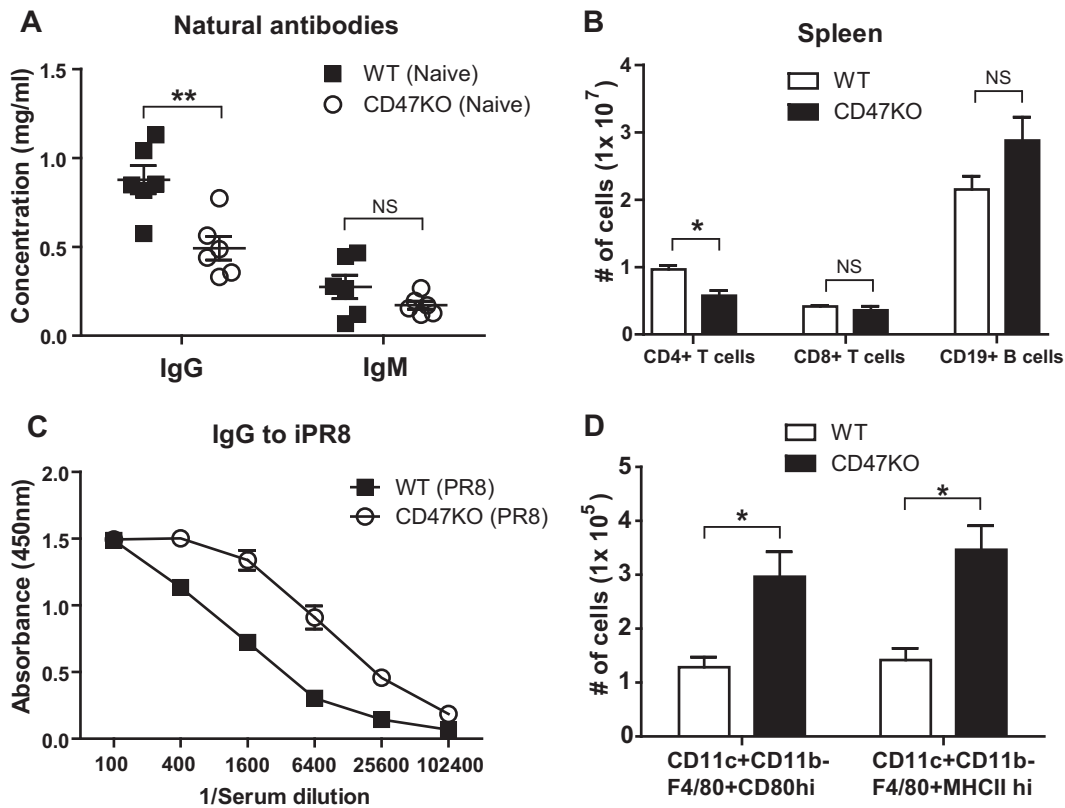 A
Natural antibodies
Concentration (mg/ml)
1.5
1.0
0.5
0.0
WT (Naive)
CD47KO (Naive)
**
NS
IgG
IgM
B
Spleen
# of cells (1x 10⁷)
4
3
2
1
0
WT
CD47KO
*
NS
NS
CD4+ T cells
CD8+ T cells
CD19+ B cells
C
IgG to iPR8
Absorbance (450nm)
2.0
1.5
1.0
0.5
0.0
WT (PR8)
CD47KO (PR8)
100
400
1600
6400
25600
102400
1/Serum dilution
D
WT
CD47KO
# of cells (1x 10⁵)
5
4
3
2
1
0
*
*
CD11c+CD11b-
F4/80+CD80hi
CD11c+CD11b-
F4/80+MHCII hi